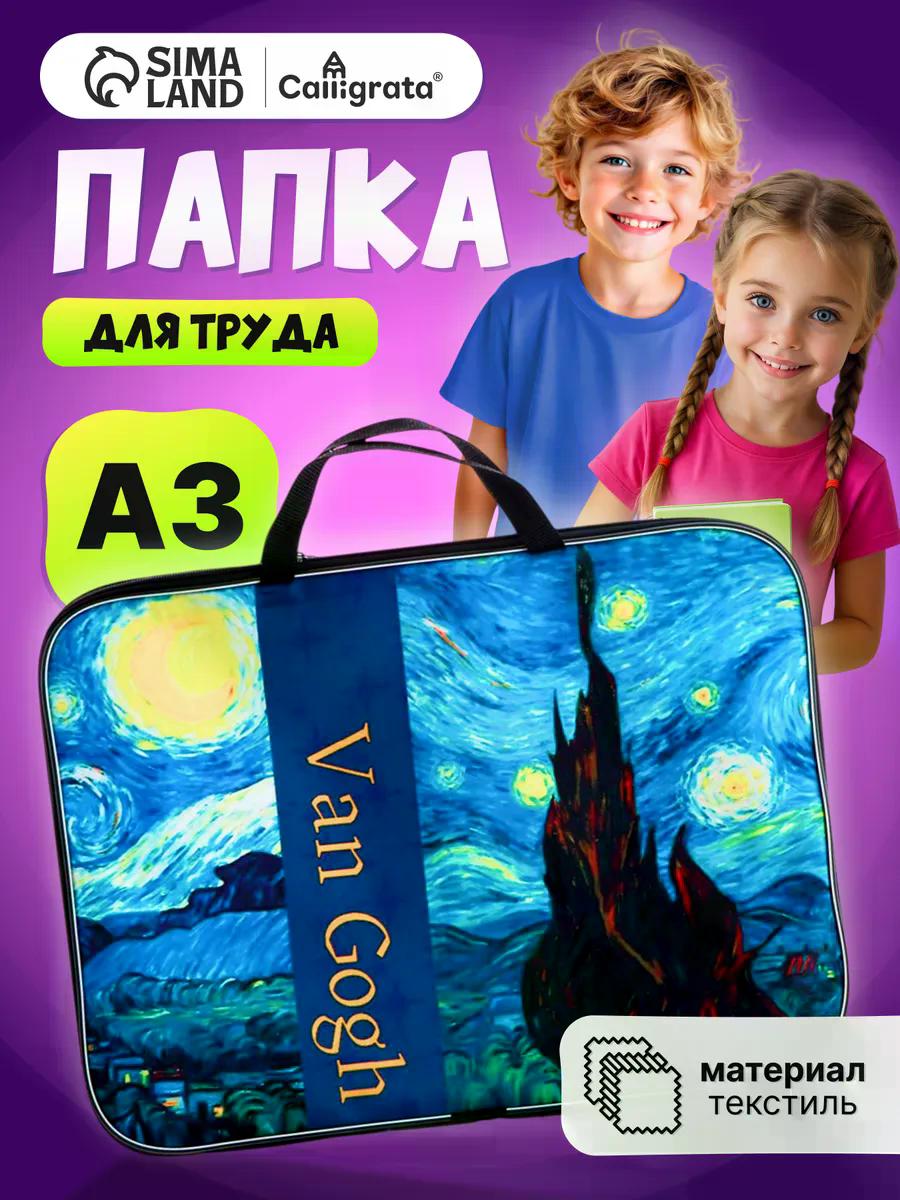 SIMA
LAND
Calligrata®
ПАПКА
ДЛЯ ТРУДА
А3
Van Gogh
материал
текстиль